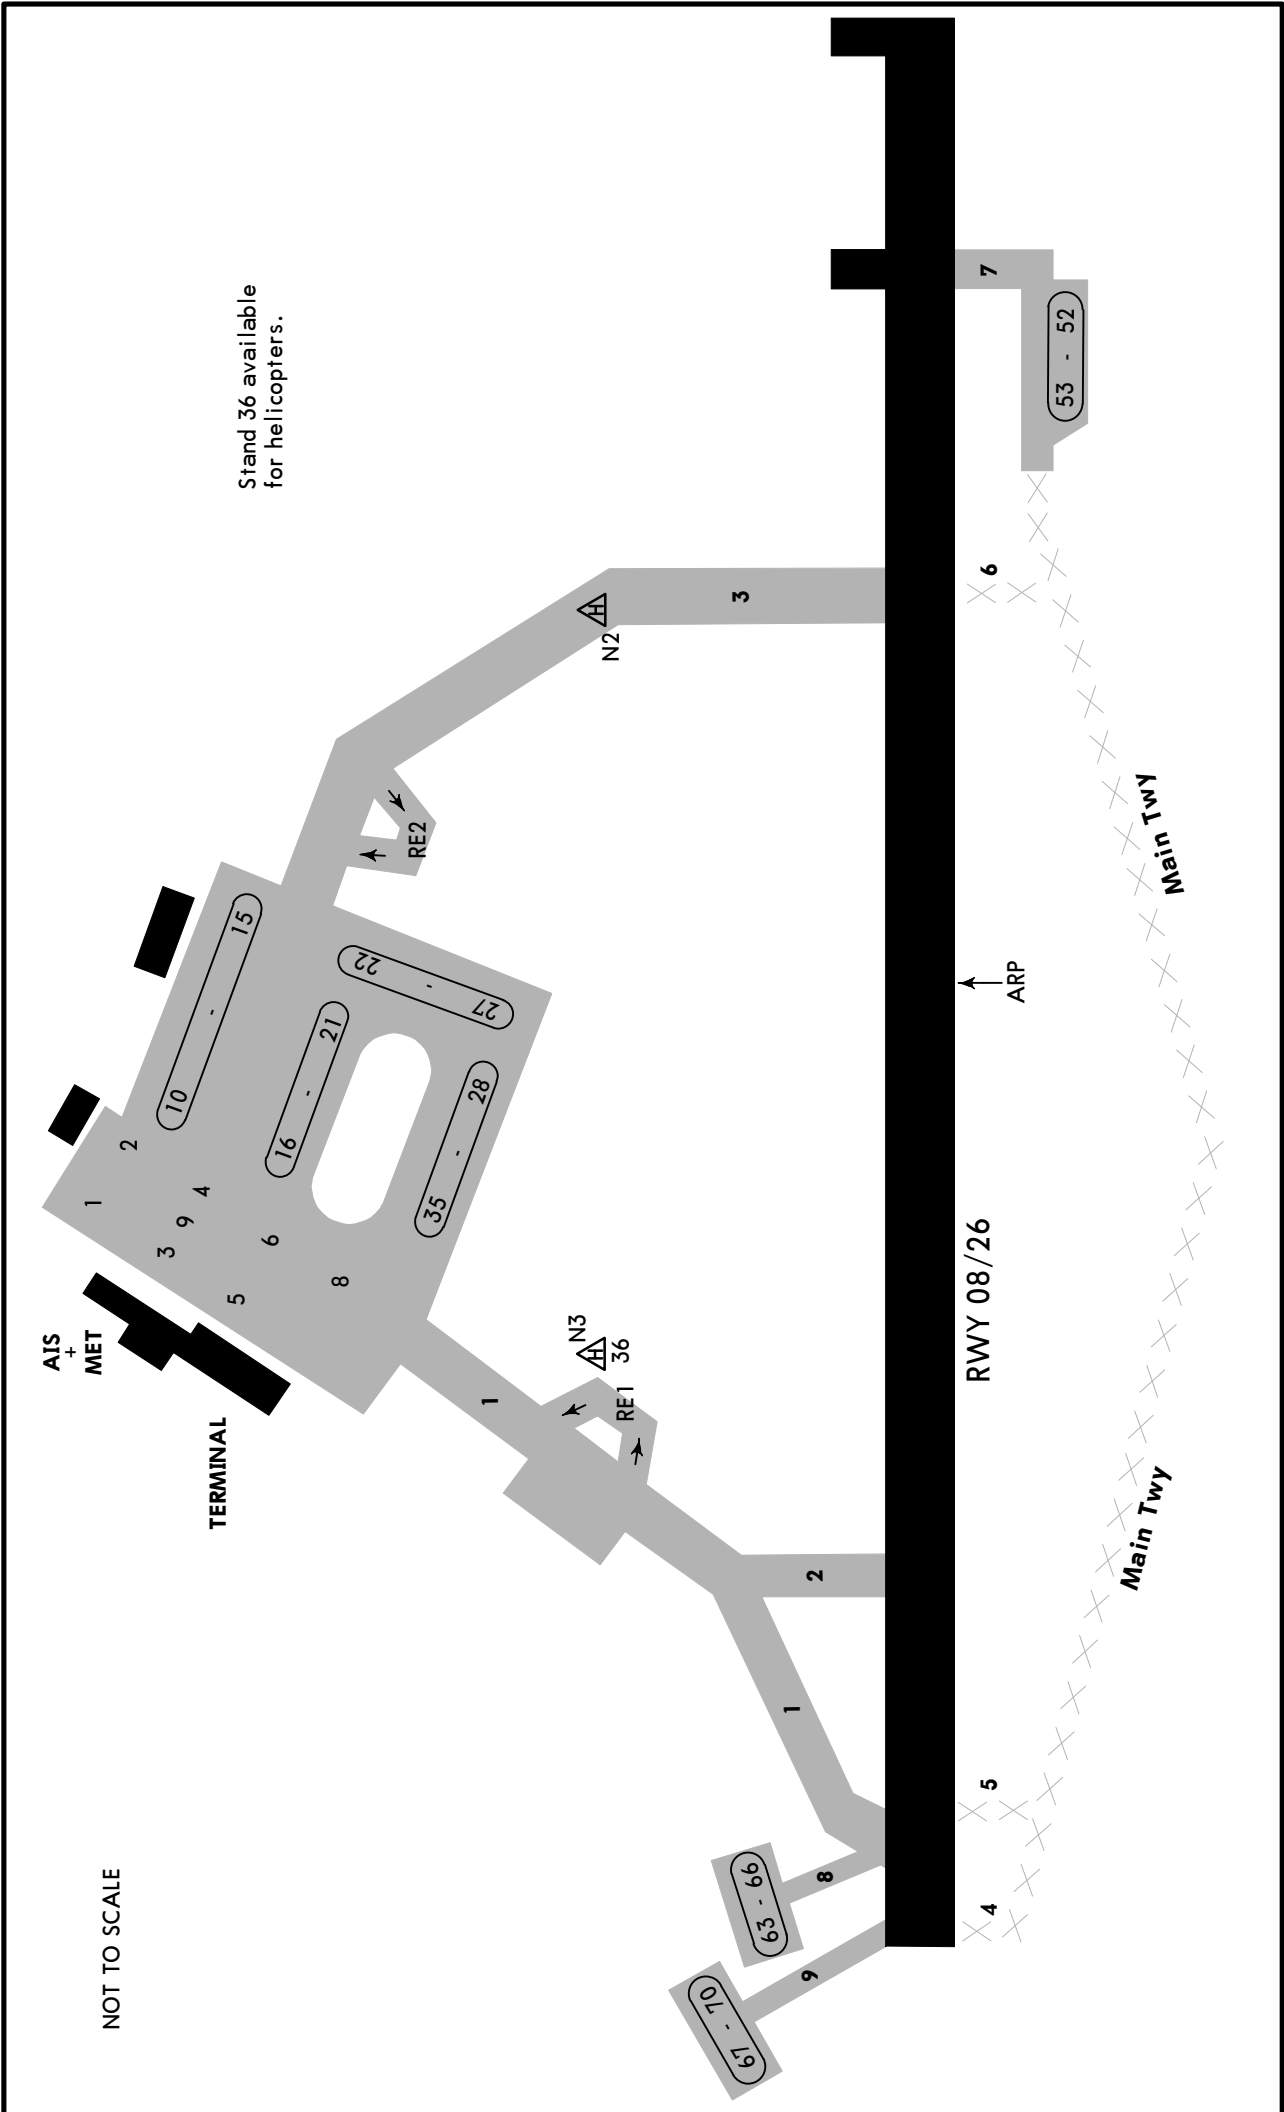 NOT TO SCALE
AIS
+
MET
TERMINAL
Stand 36 available
for helicopters.
1
2
3
9
4
5
6
8
10 - 15
16 - 21
22 - 27
35 - 28
RE2
1
N3
H
36
RE1
N2
H
3
2
1
67 - 70
63 - 66
9
8
RWY 08/26
ARP
4
5
6
7
53 - 52
Main Twy
Main Twy